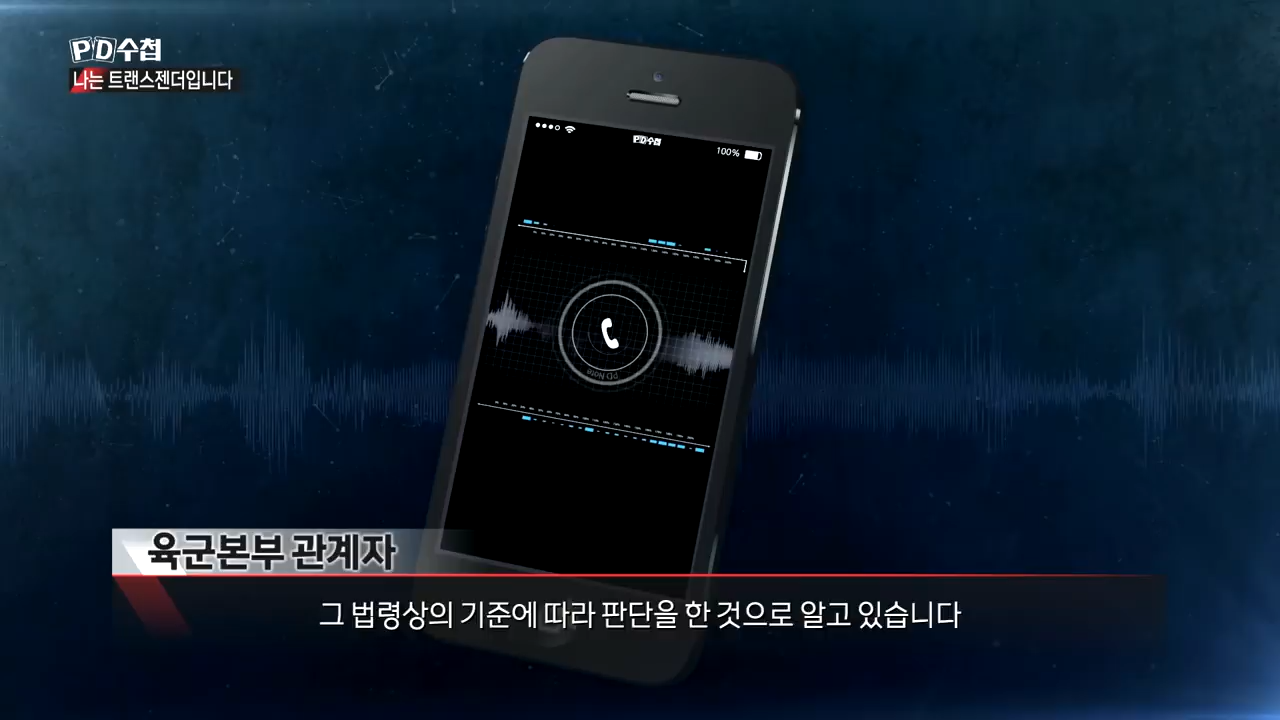 PD수첩
나는 트랜스젠더입니다
PD수첩
100%
PD Note
육군본부 관계자
그 법령상의 기준에 따라 판단을 한 것으로 알고 있습니다